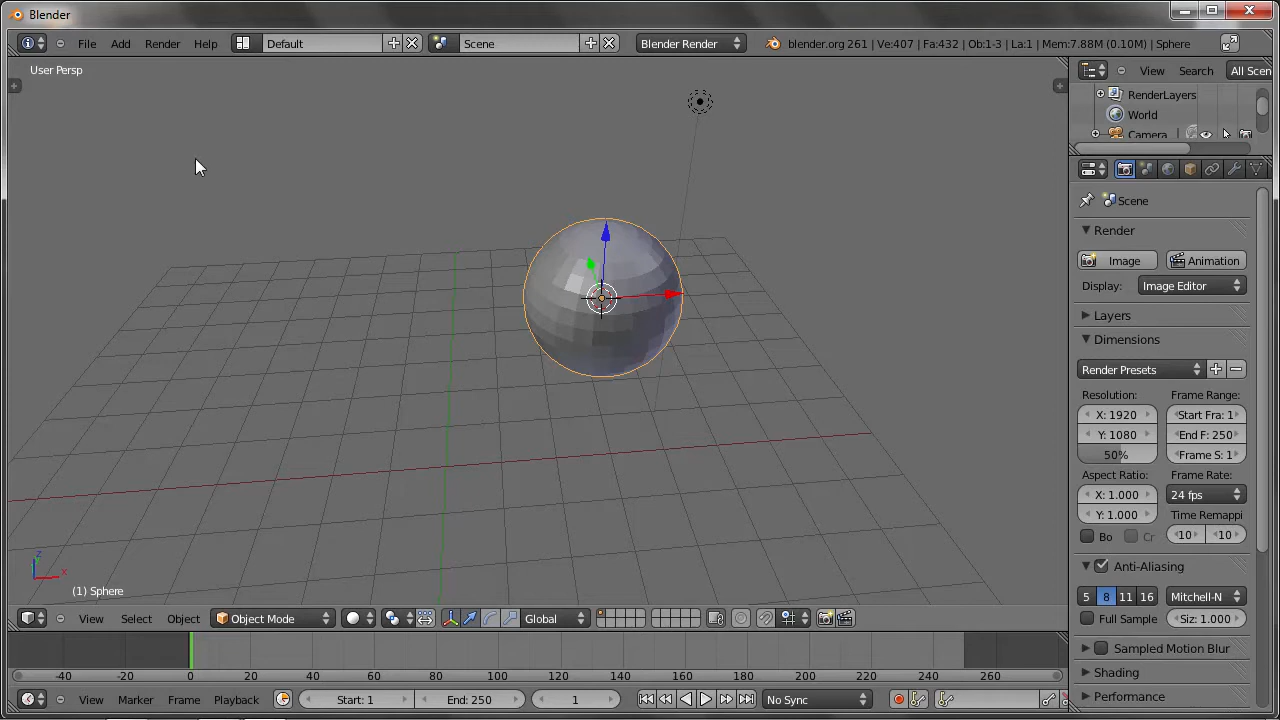 Blender
File Add Render Help Default Scene Blender Render blender.org 261 | Ve:407 | Fa:432 | Ob:1-3 | La:1 | Mem:7.88M (0.10M) | Sphere
User Persp
View Search All Scen
RenderLayers
World
Camera
Scene
Render
Image Animation
Display: Image Editor
Layers
Dimensions
Render Presets
Resolution: Frame Range:
X: 1920 Start Fra: 1
Y: 1080 End F: 250
50% Frame S: 1
Aspect Ratio: Frame Rate:
X: 1.000 24 fps
Y: 1.000 Time Remappi
Bo Cr 10 10
Anti-Aliasing
5 8 11 16 Mitchell-N
Full Sample Siz: 1.000
Sampled Motion Blur
Shading
Performance
z
x
(1) Sphere
View Select Object Object Mode Global
-40 -20 0 20 40 60 80 100 120 140 160 180 200 220 240 260
View Marker Frame Playback Start: 1 End: 250 1 No Sync